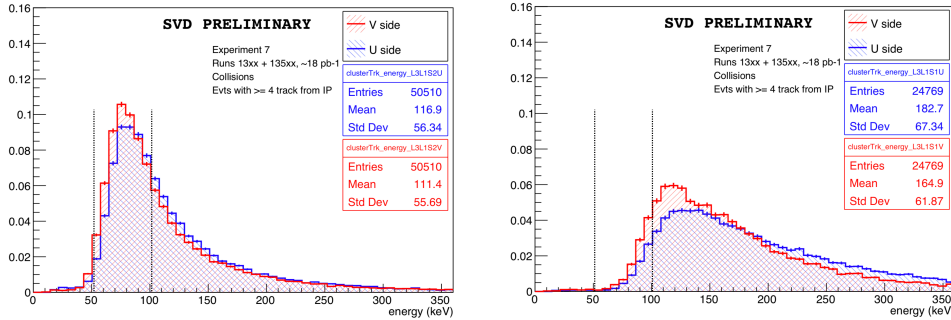 SVD PRELIMINARY
V side
U side
Experiment 7
Runs 13xx + 135xx, ~18 pb-1
Collisions
Evts with >= 4 track from IP
clusterTrk_energy_L3L1S2U
Entries 50510
Mean 116.9
Std Dev 56.34
clusterTrk_energy_L3L1S2V
Entries 50510
Mean 111.4
Std Dev 55.69
0.16
0.14
0.12
0.1
0.08
0.06
0.04
0.02
0
0 50 100 150 200 250 300 350
energy (keV)
SVD PRELIMINARY
V side
U side
Experiment 7
Runs 13xx + 135xx, ~18 pb-1
Collisions
Evts with >= 4 track from IP
clusterTrk_energy_L3L1S1U
Entries 24769
Mean 182.7
Std Dev 67.34
clusterTrk_energy_L3L1S1V
Entries 24769
Mean 164.9
Std Dev 61.87
0.16
0.14
0.12
0.1
0.08
0.06
0.04
0.02
0
0 50 100 150 200 250 300 350
energy (keV)